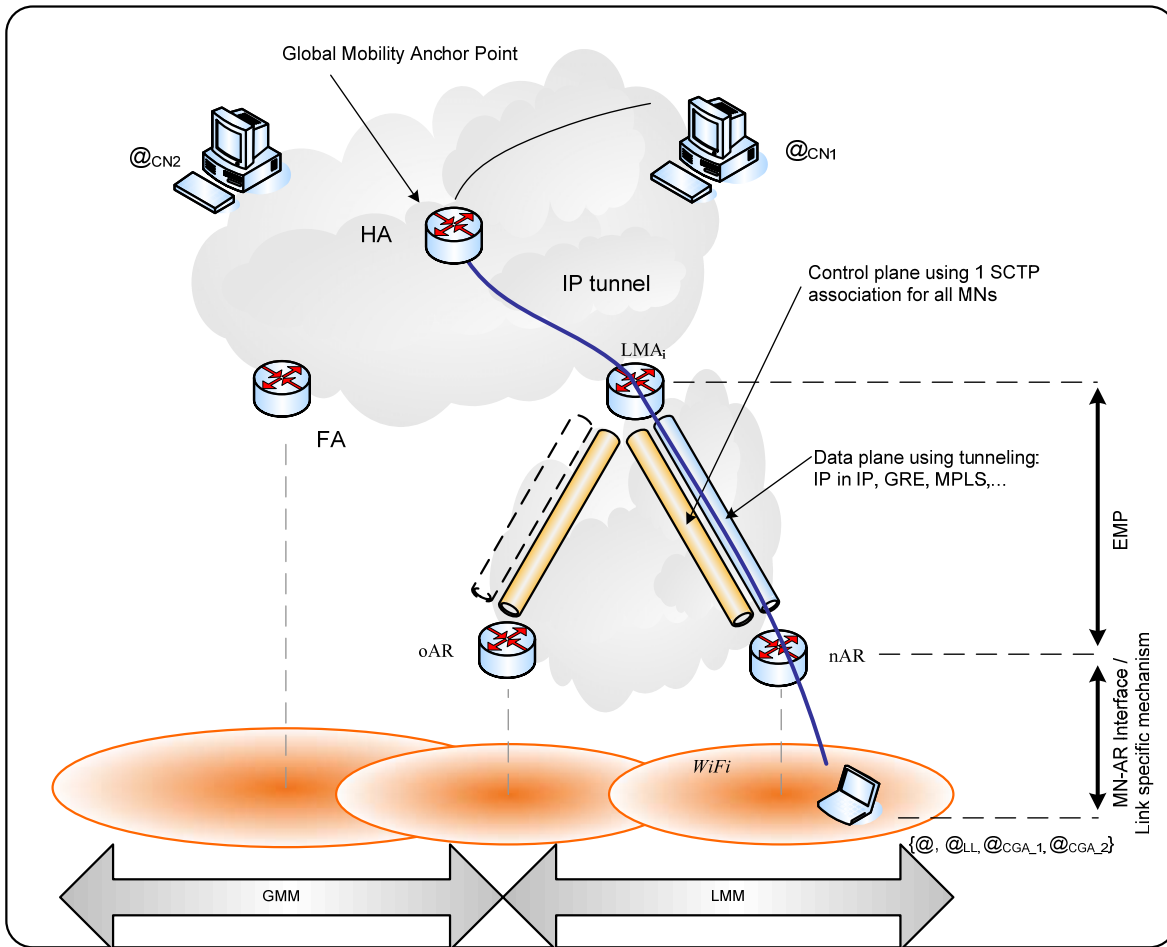 Global Mobility Anchor Point
@CN2
@CN1
HA
IP tunnel
Control plane using 1 SCTP
association for all MNs
LMAi
FA
Data plane using tunneling:
IP in IP, GRE, MPLS,...
EMP
oAR
nAR
MN-AR Interface /
Link specific mechanism
WiFi
{@, @LL, @CGA_1, @CGA_2}
GMM
LMM